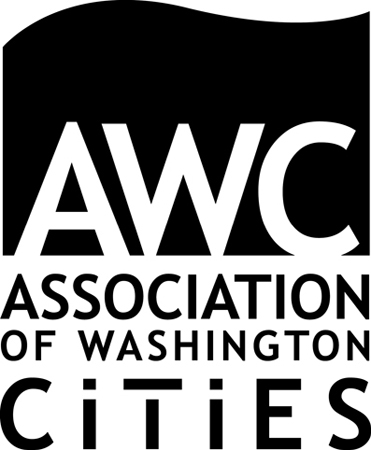 AWC
ASSOCIATION
OF WASHINGTON
CiTiES